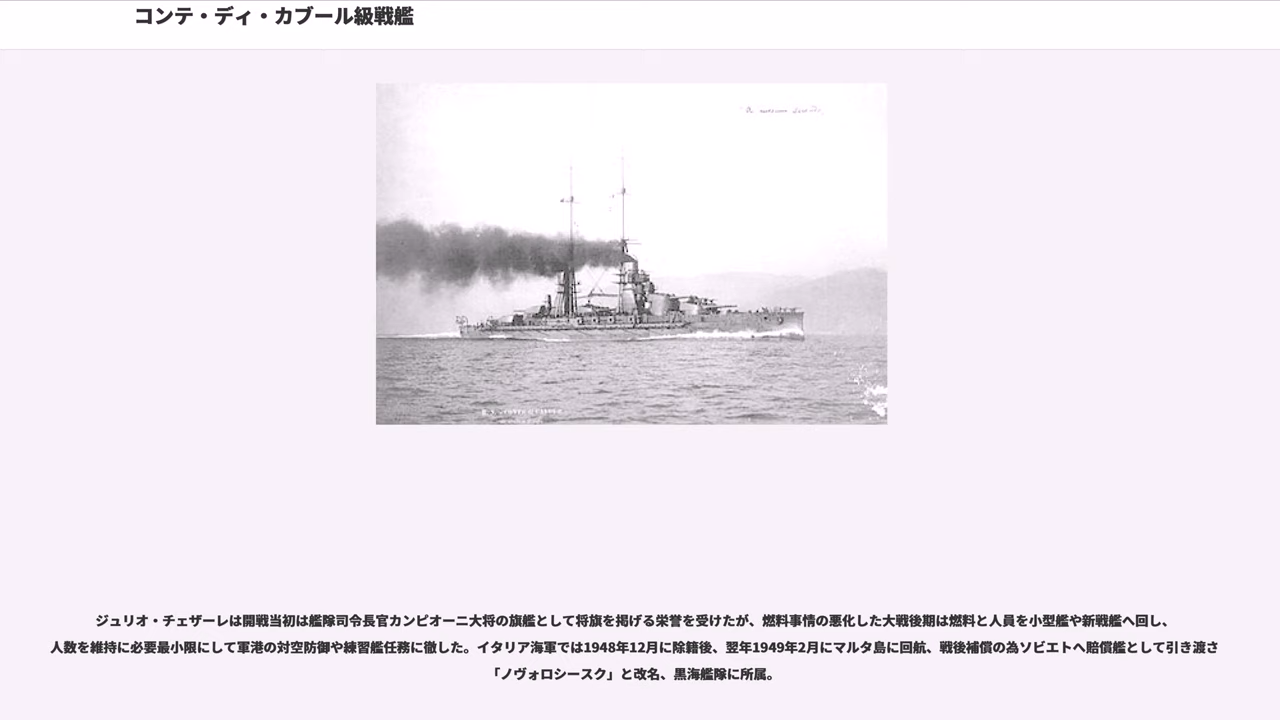 コンテ・ディ・カブール級戦艦
ジュリオ・チェザーレは開戦当初は艦隊司令長官カンピオーニ大将の旗艦として将旗を掲げる栄誉を受けたが、燃料事情の悪化した大戦後期は燃料と人員を小型艦や新戦艦へ回し、
人数を維持に必要最小限にして軍港の対空防御や練習艦任務に徹した。イタリア海軍では1948年12月に除籍後、翌年1949年2月にマルタ島に回航、戦後補償の為ソビエトへ賠償艦として引き渡さ
「ノヴォロシースク」と改名、黒海艦隊に所属。